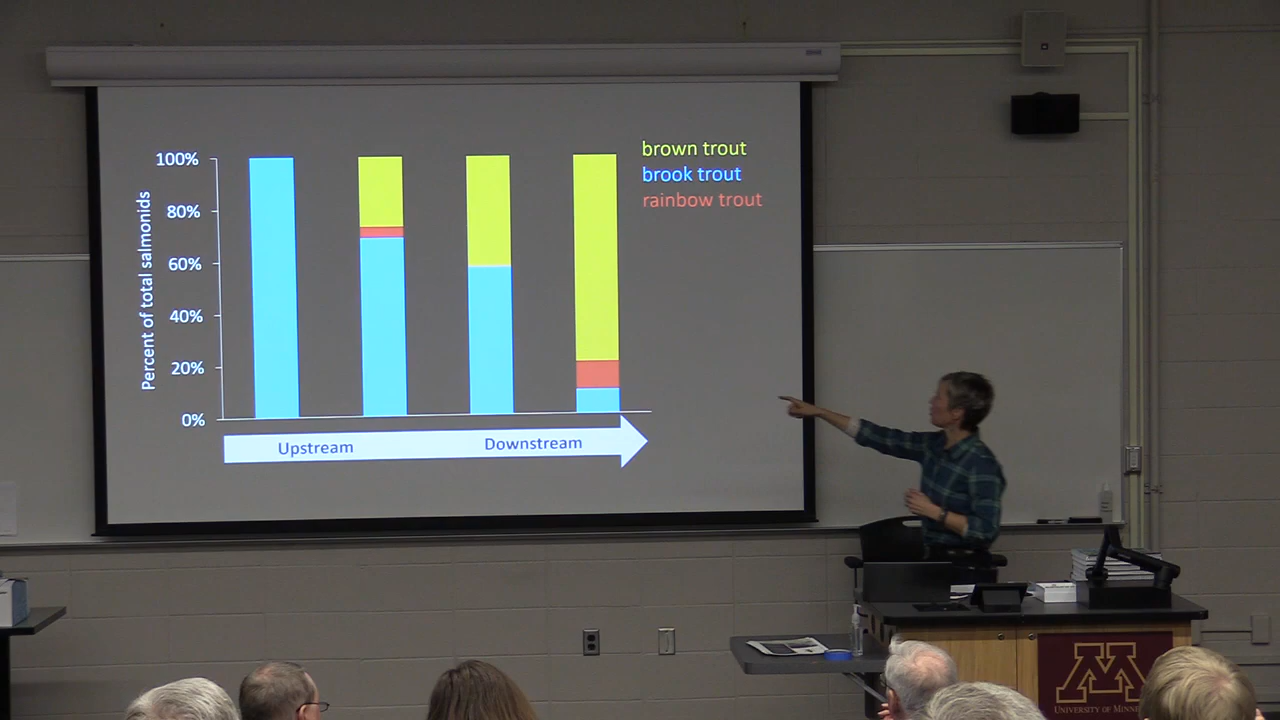 brown trout
brook trout
rainbow trout
100%
80%
60%
40%
20%
0%
Percent of total salmonids
Upstream
Downstream
M
UNIVERSITY OF